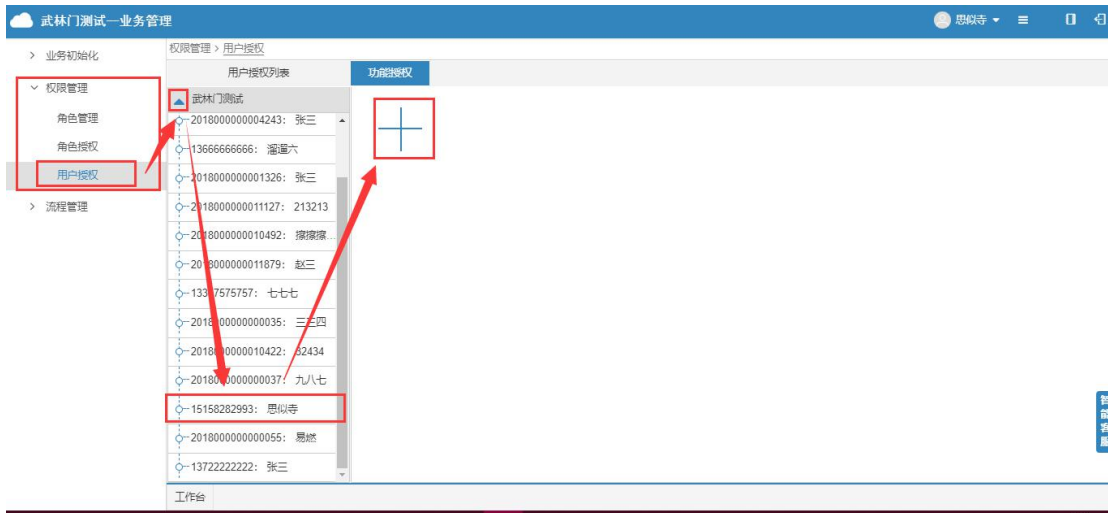 武林门测试—业务管理
思似寺
业务初始化
权限管理
角色管理
角色授权
用户授权
流程管理
权限管理 > 用户授权
用户授权列表
功能授权
武林门测试
2018000000004243: 张三
13666666666: 溜溜六
2018000000001326: 张三
2018000000011127: 213213
2018000000010492: 擦擦擦...
2018000000011879: 赵三
7575757: 七七七
2018000000000035: 三三四
2018000000010422: 32434
2018000000000037: 九八七
15158282993: 思似寺
2018000000000055: 易燃
13722222222: 张三
智能客服
工作台